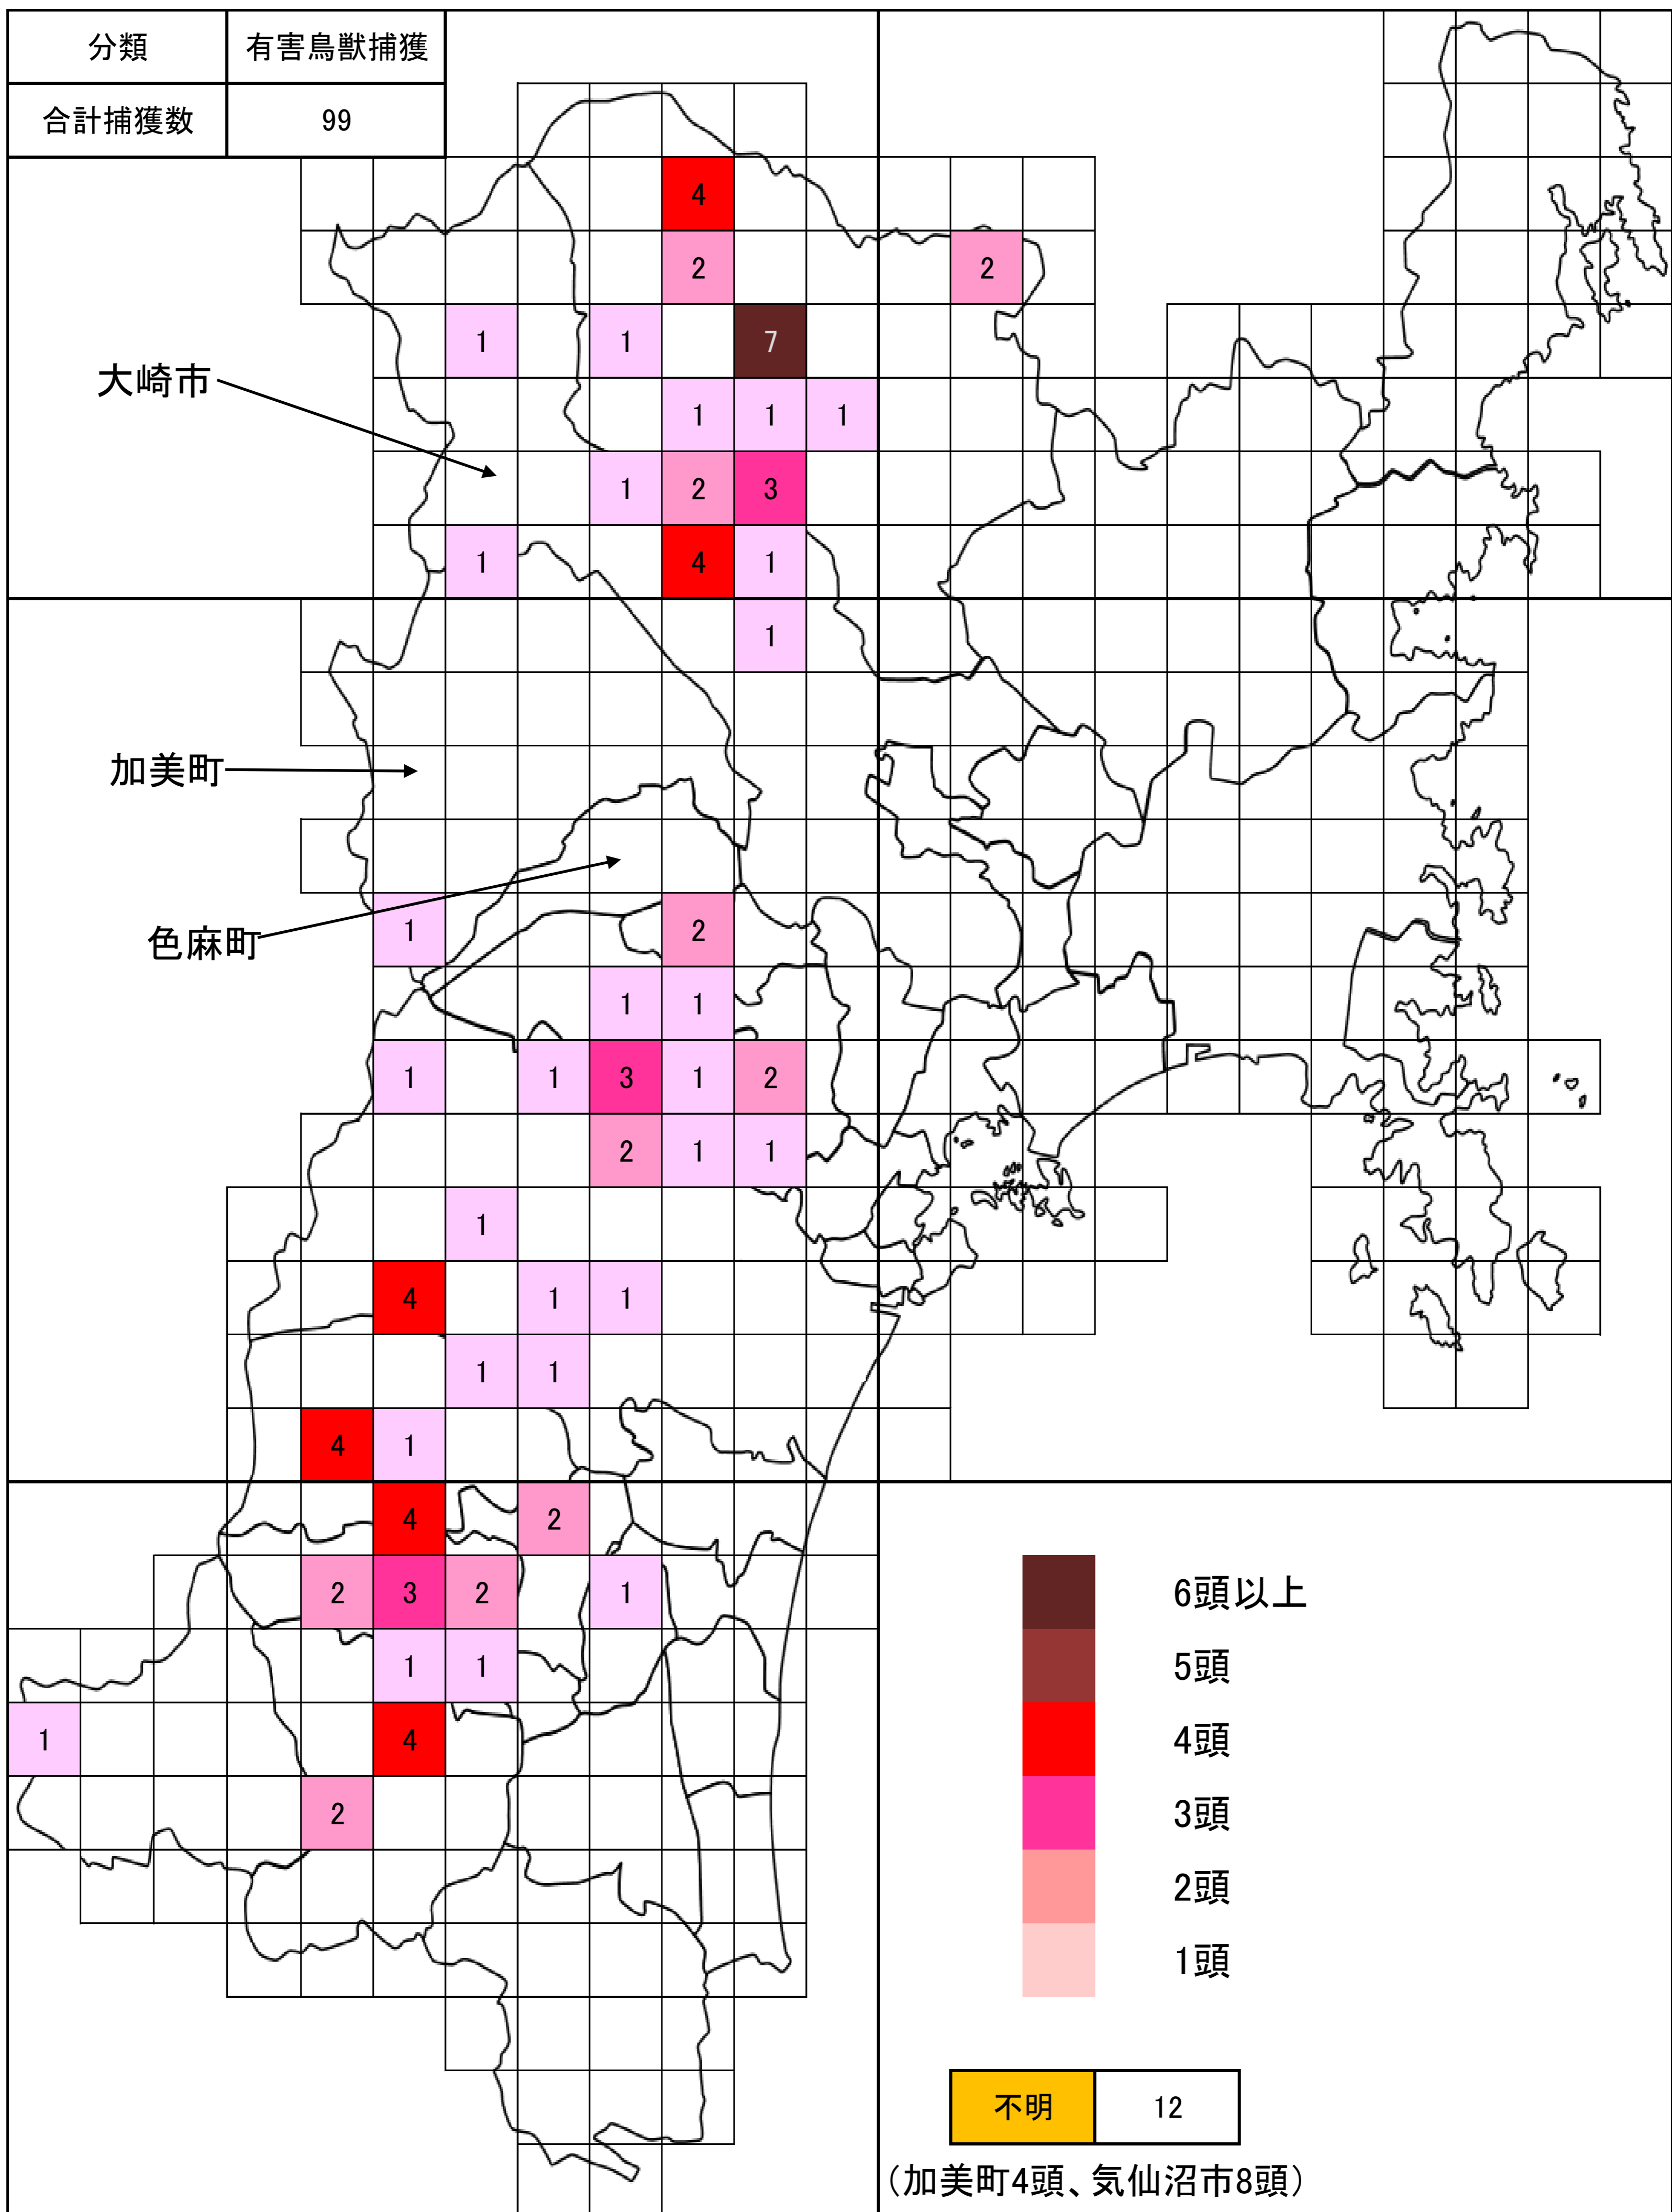 分類 有害鳥獣捕獲
合計捕獲数 99
4
2 2
1 1 7
大崎市
1 1 1
1 2 3
1 4 1
1
加美町
色麻町
1 2
1 1
1 1 3 1 2
2 1 1
1
4 1 1
1 1
4 1
4 2
2 3 2 1
6頭以上
1 1
5頭
1 4
4頭
2
3頭
2頭
1頭
不明 12
(加美町4頭、気仙沼市8頭)